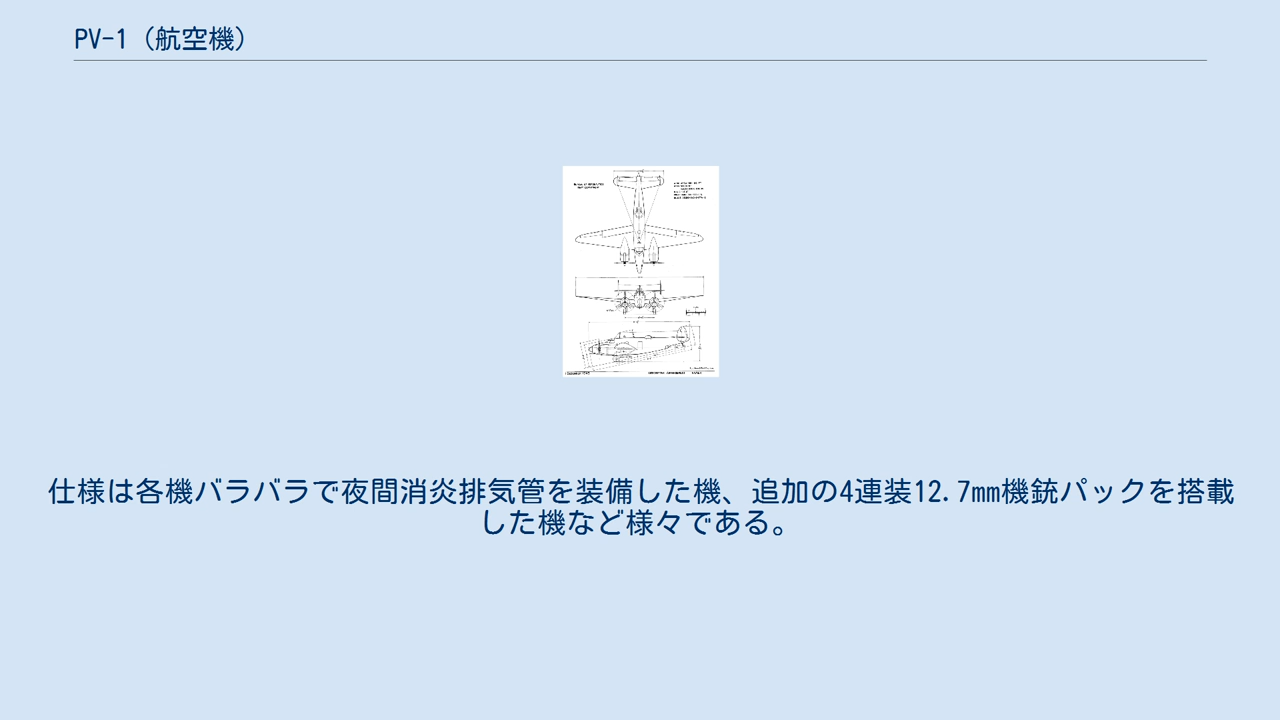 PV-1（航空機）
仕様は各機バラバラで夜間消炎排気管を装備した機、追加の4連装12.7mm機銃パックを搭載
した機など様々である。